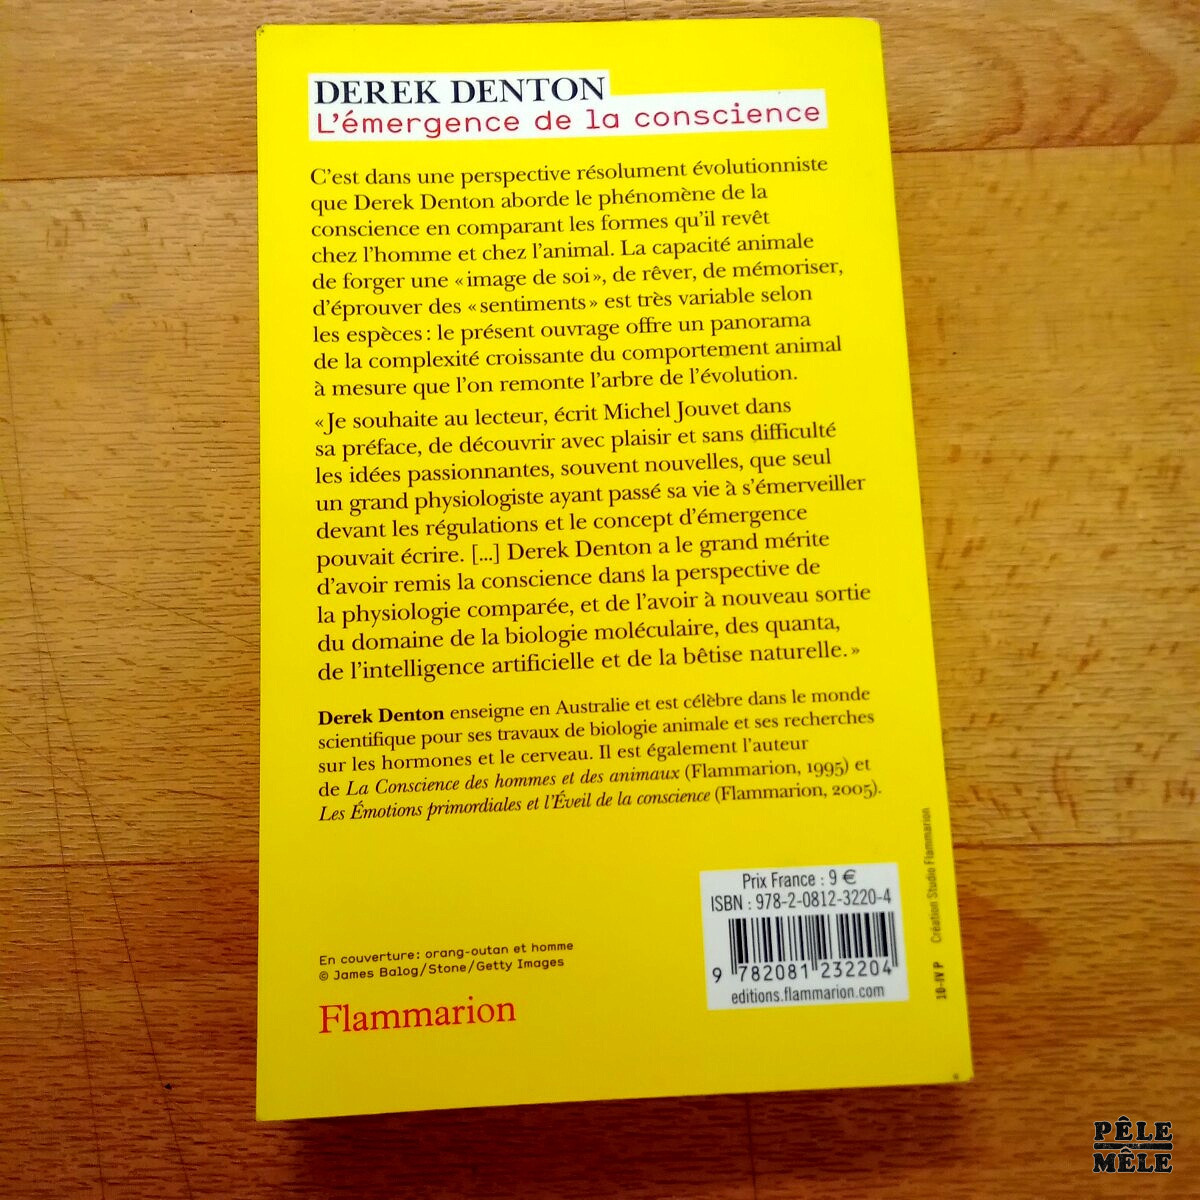 DEREK DENTON
L'émergence de la conscience
C'est dans une perspective résolument évolutionniste
que Derek Denton aborde le phénomène de la
conscience en comparant les formes qu'il revêt
chez l'homme et chez l'animal. La capacité animale
de forger une « image de soi », de rêver, de mémoriser,
d'éprouver des « sentiments » est très variable selon
les espèces : le présent ouvrage offre un panorama
de la complexité croissante du comportement animal
à mesure que l'on remonte l'arbre de l'évolution.
« Je souhaite au lecteur, écrit Michel Jouvet dans
sa préface, de découvrir avec plaisir et sans difficulté
les idées passionnantes, souvent nouvelles, que seul
un grand physiologiste ayant passé sa vie à s'émerveiller
devant les régulations et le concept d'émergence
pouvait écrire. [...] Derek Denton a le grand mérite
d'avoir remis la conscience dans la perspective de
la physiologie comparée, et de l'avoir à nouveau sortie
du domaine de la biologie moléculaire, des quanta,
de l'intelligence artificielle et de la bêtise naturelle. »
Derek Denton enseigne en Australie et est célèbre dans le monde
scientifique pour ses travaux de biologie animale et ses recherches
sur les hormones et le cerveau. Il est également l'auteur
de La Conscience des hommes et des animaux (Flammarion, 1995) et
Les Émotions primordiales et l'Éveil de la conscience (Flammarion, 2005).
Prix France : 9 €
ISBN : 978-2-0812-3220-4
9 782081 232204
editions.flammarion.com
Création Studio Flammarion
10-IV P
En couverture : orang-outan et homme
© James Balog / Stone / Getty Images
Flammarion
PÊLE
MÊLE